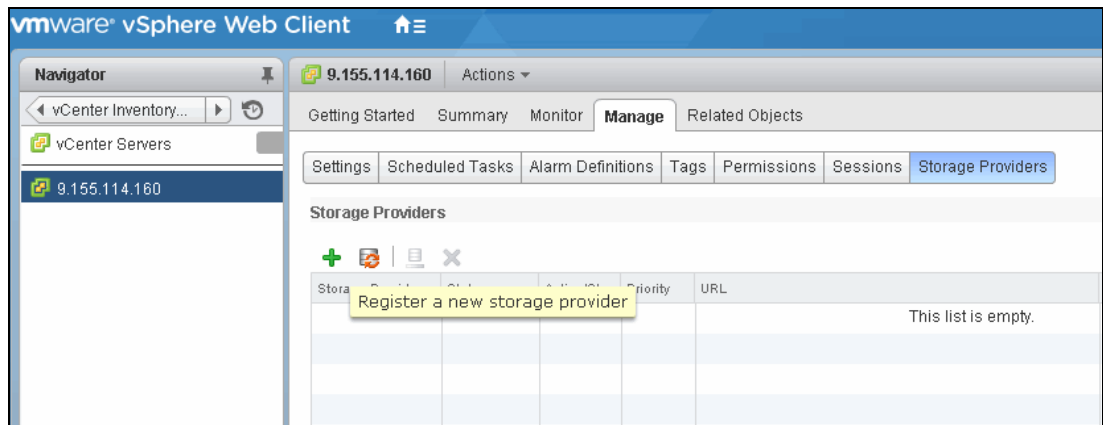 vmware® vSphere Web Client
Navigator
9.155.114.160 Actions
vCenter Inventory...
Getting Started Summary Monitor Manage Related Objects
vCenter Servers
Settings Scheduled Tasks Alarm Definitions Tags Permissions Sessions Storage Providers
9.155.114.160
Storage Providers
URL
Register a new storage provider
This list is empty.